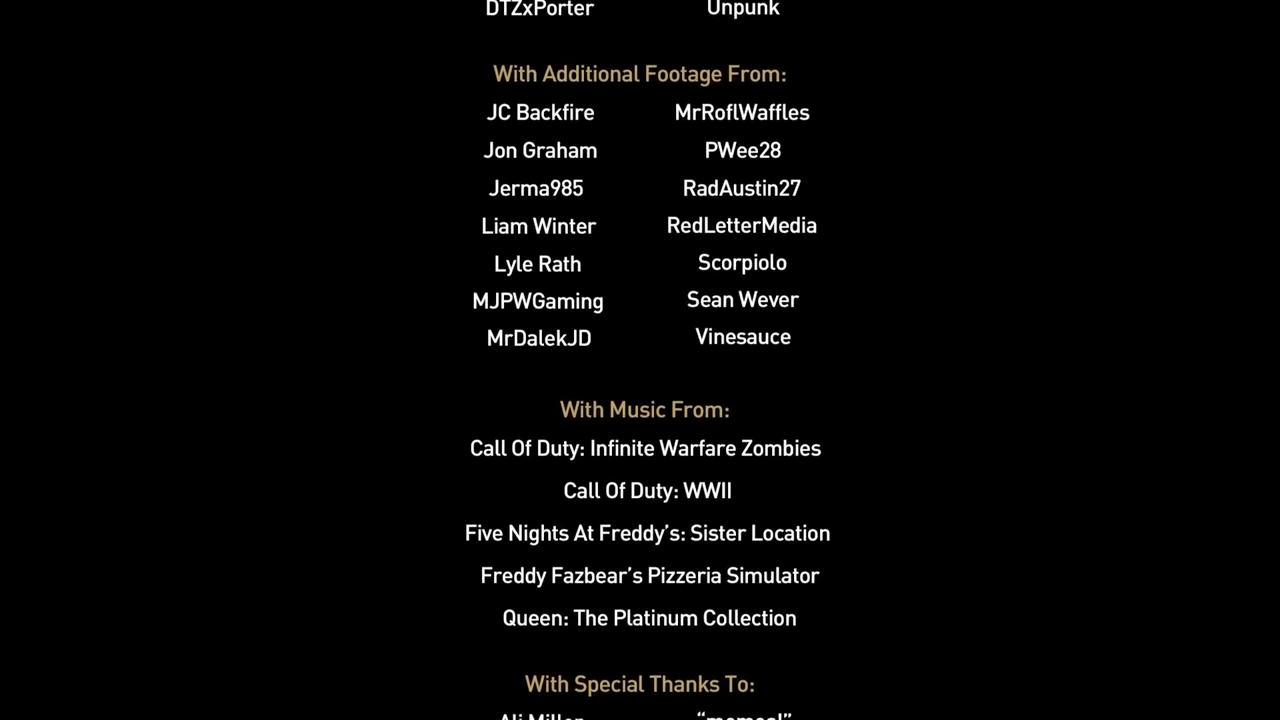 DTZxPorter Unpunk
With Additional Footage From:
JC Backfire MrRoflWaffles
Jon Graham PWee28
Jerma985 RadAustin27
Liam Winter RedLetterMedia
Lyle Rath Scorpiolo
MJPWGaming Sean Wever
MrDalekJD Vinesauce
With Music From:
Call Of Duty: Infinite Warfare Zombies
Call Of Duty: WWII
Five Nights At Freddy’s: Sister Location
Freddy Fazbear’s Pizzeria Simulator
Queen: The Platinum Collection
With Special Thanks To: